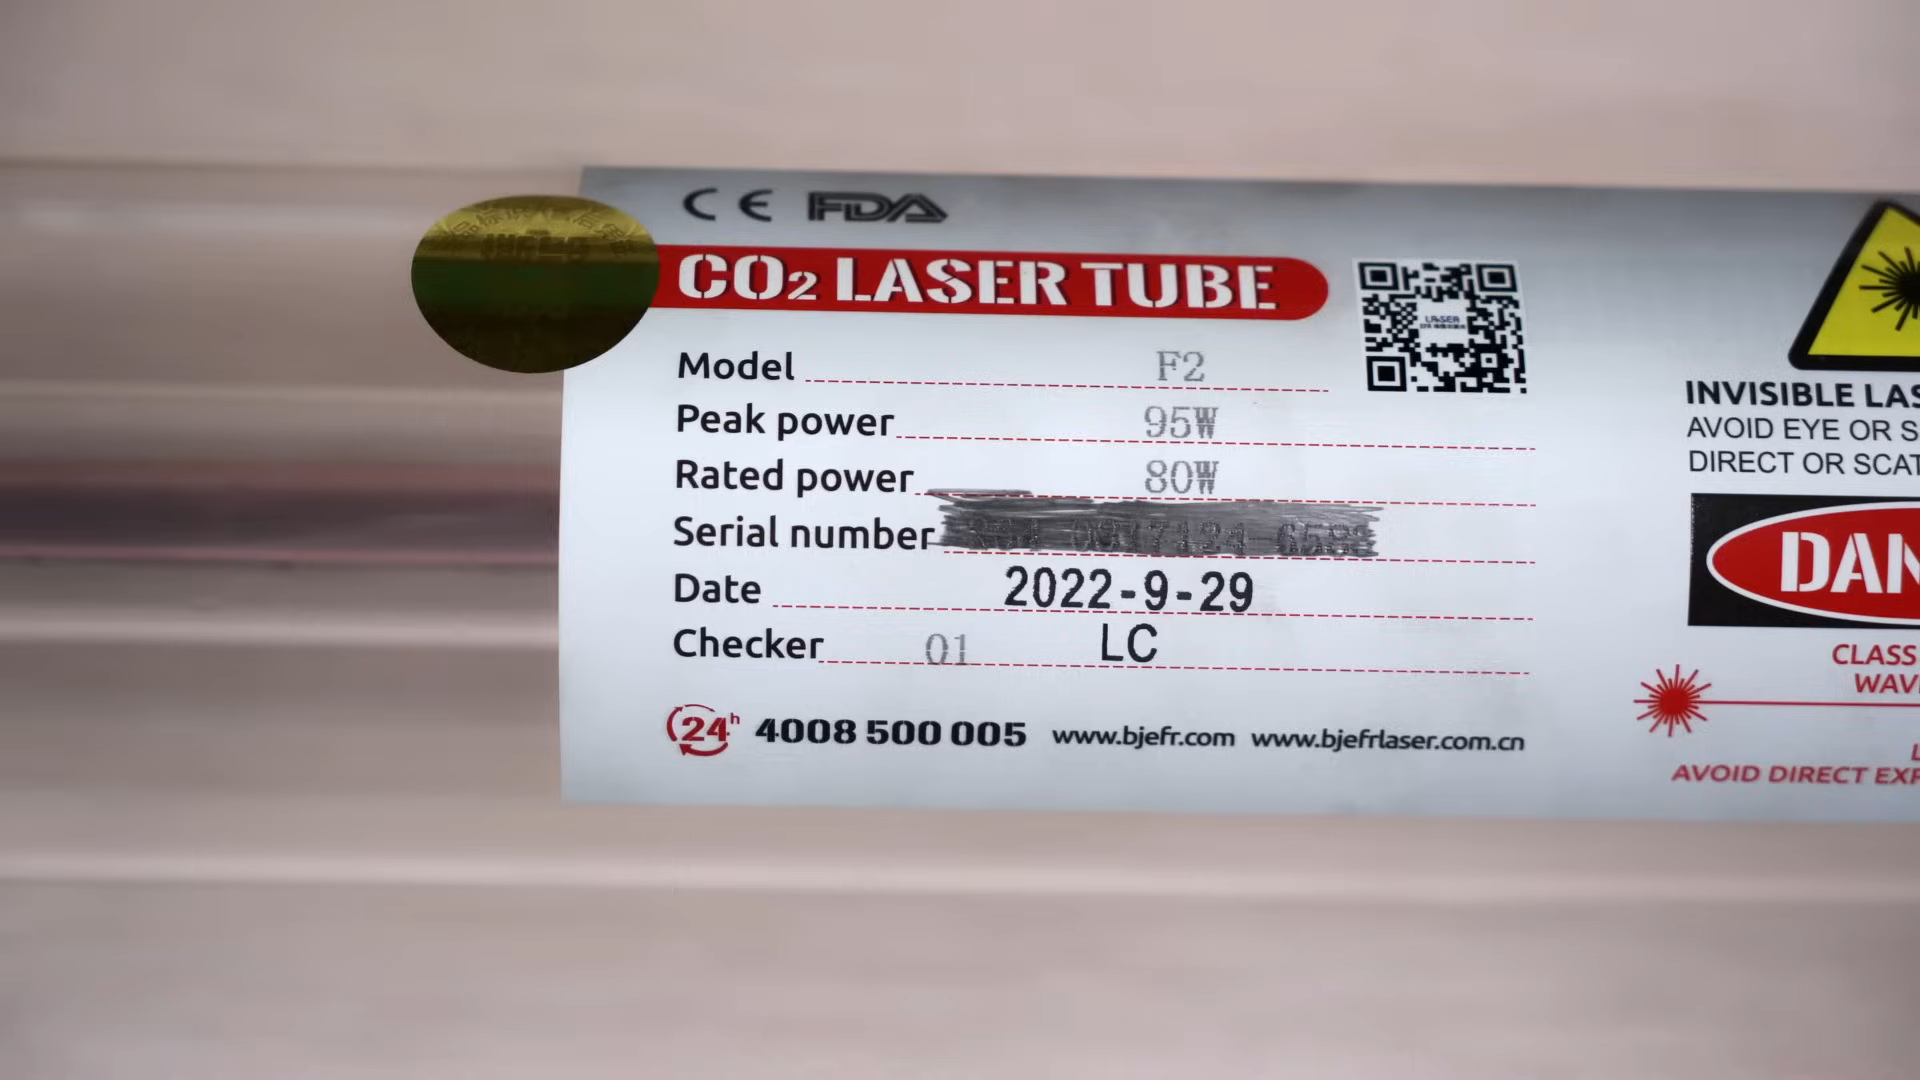 CE FDA
CO2 LASER TUBE
Model F2
Peak power 95W
Rated power 80W
Serial number
Date 2022-9-29
Checker 01 LC
24h 4008 500 005 www.bjefr.com www.bjefrlaser.com.cn
LASER
INVISIBLE LAS
AVOID EYE OR S
DIRECT OR SCAT
DAN
CLASS
WAV
L
AVOID DIRECT EXP